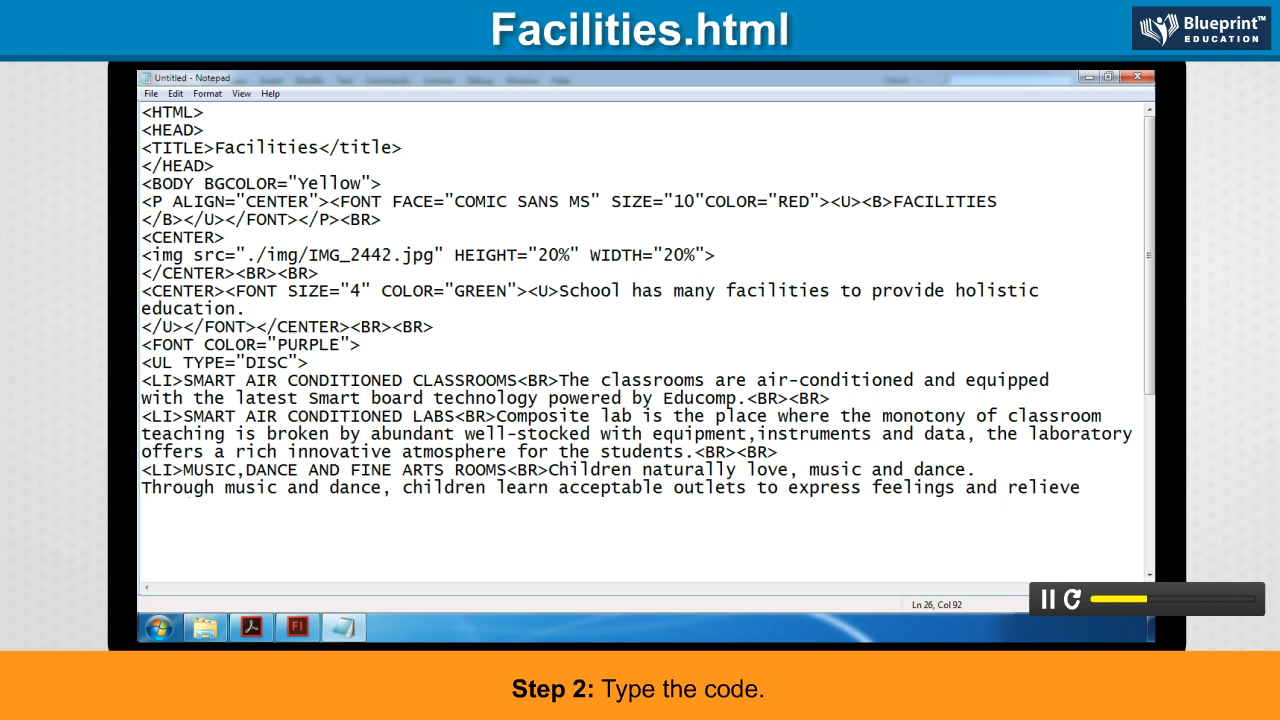 Facilities.html
Blueprint™
EDUCATION
Untitled - Notepad
File Edit Format View Help
<HTML>
<HEAD>
<TITLE>Facilities</title>
</HEAD>
<BODY BGCOLOR="Yellow">
<P ALIGN="CENTER"><FONT FACE="COMIC SANS MS" SIZE="10"COLOR="RED"><U><B>FACILITIES
</B></U></FONT></P><BR>
<CENTER>
<img src="./img/IMG_2442.jpg" HEIGHT="20%" WIDTH="20%">
</CENTER><BR><BR>
<CENTER><FONT SIZE="4" COLOR="GREEN"><U>School has many facilities to provide holistic
education.
</U></FONT></CENTER><BR><BR>
<FONT COLOR="PURPLE">
<UL TYPE="DISC">
<LI>SMART AIR CONDITIONED CLASSROOMS<BR>The classrooms are air-conditioned and equipped
with the latest Smart board technology powered by Educomp.<BR><BR>
<LI>SMART AIR CONDITIONED LABS<BR>Composite lab is the place where the monotony of classroom
teaching is broken by abundant well-stocked with equipment,instruments and data, the laboratory
offers a rich innovative atmosphere for the students.<BR><BR>
<LI>MUSIC,DANCE AND FINE ARTS ROOMS<BR>Children naturally love, music and dance.
Through music and dance, children learn acceptable outlets to express feelings and relieve
Ln 26, Col 92
Fl
Step 2: Type the code.